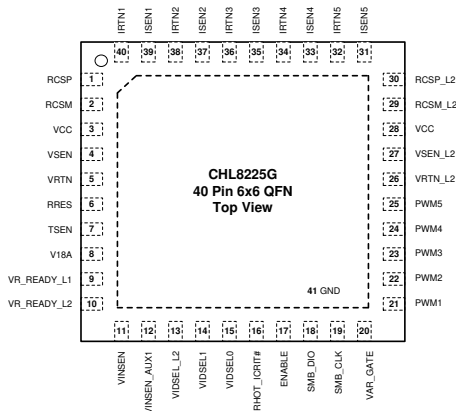 IRTN1
ISEN1
IRTN2
ISEN2
IRTN3
ISEN3
IRTN4
ISEN4
IRTN5
ISEN5
40 39 38 37 36 35 34 33 32 31
RCSP 1
RCSM 2
VCC 3
VSEN 4
VRTN 5
RRES 6
TSEN 7
V18A 8
VR_READY_L1 9
VR_READY_L2 10
CHL8225G
40 Pin 6x6 QFN
Top View
41 GND
30 RCSP_L2
29 RCSM_L2
28 VCC
27 VSEN_L2
26 VRTN_L2
25 PWM5
24 PWM4
23 PWM3
22 PWM2
21 PWM1
11 12 13 14 15 16 17 18 19 20
VINSEN
VINSEN_AUX1
VIDSEL_L2
VIDSEL1
VIDSEL0
RHOT_ICRIT#
ENABLE
SMB_DIO
SMB_CLK
VAR_GATE